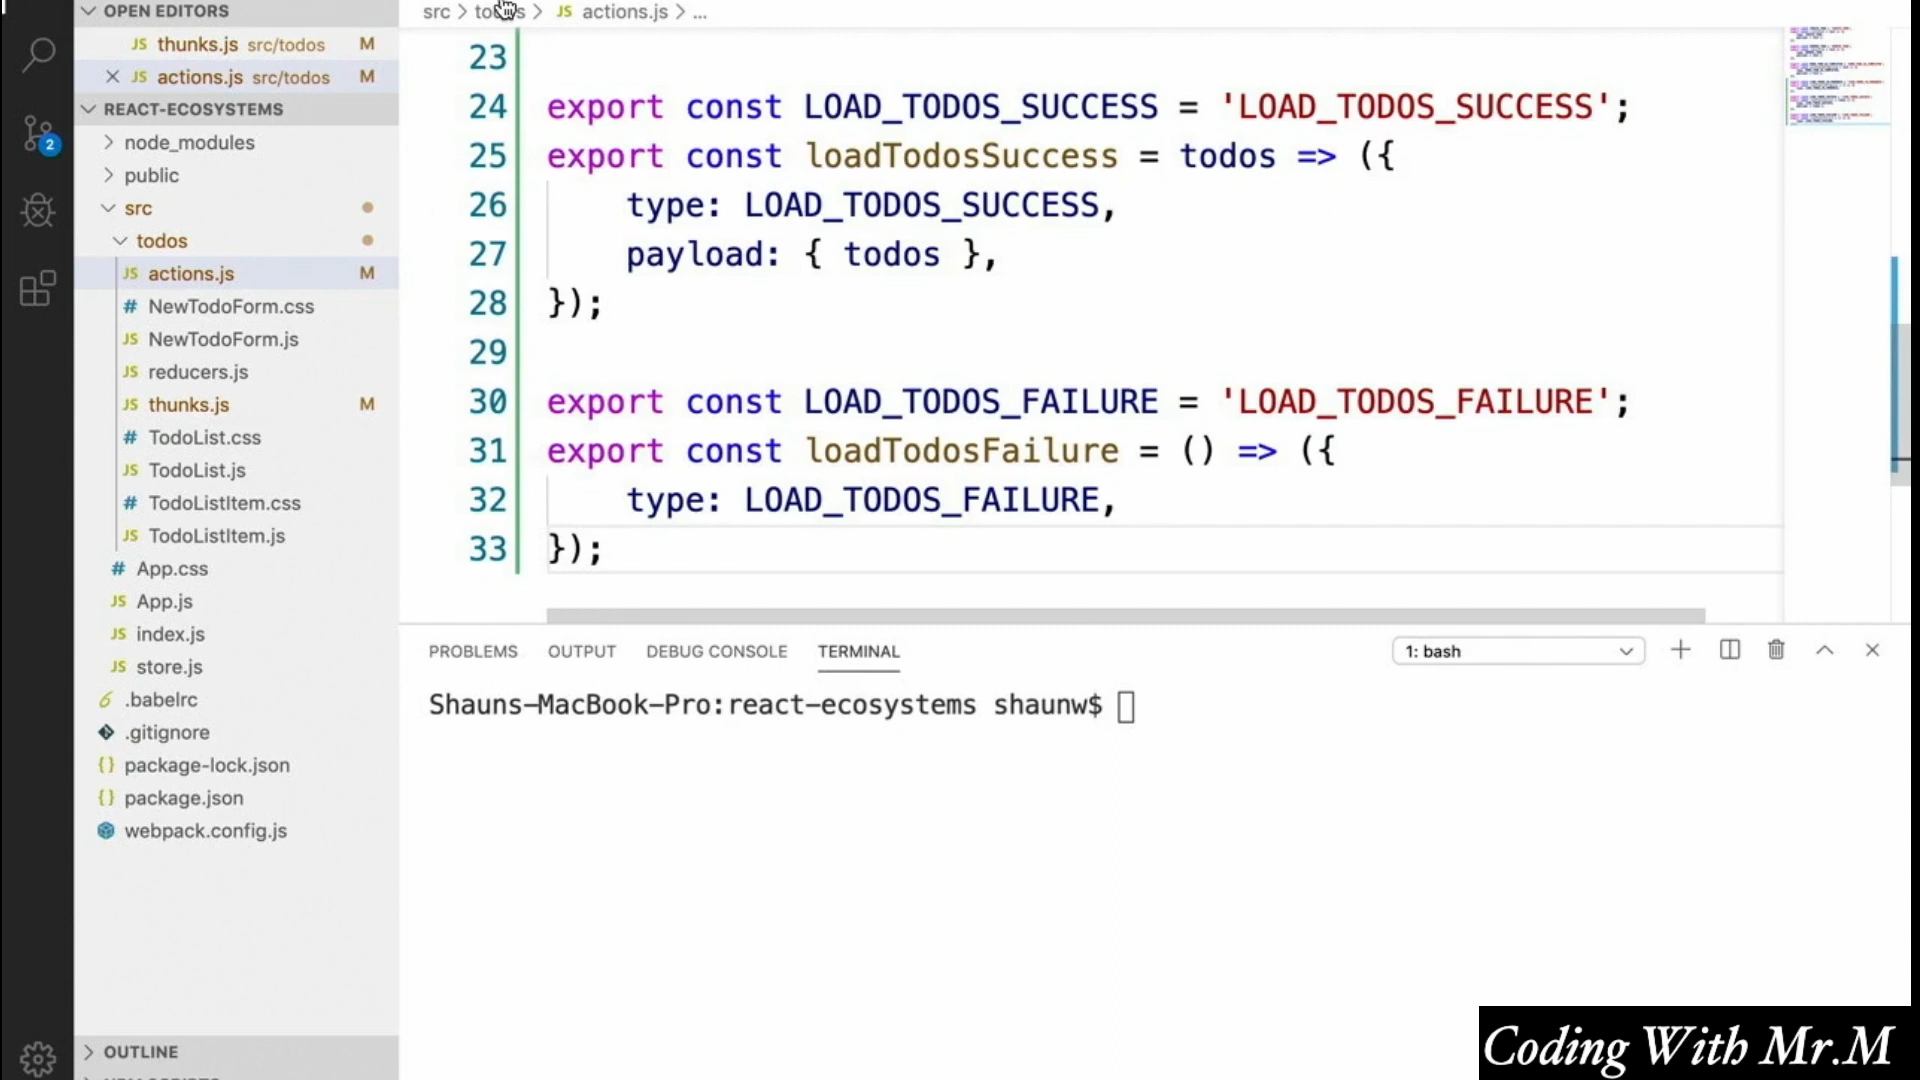 OPEN EDITORS
JS thunks.js src/todos M
JS actions.js src/todos M
REACT-ECOSYSTEMS
node_modules
public
src
todos
JS actions.js M
# NewTodoForm.css
JS NewTodoForm.js
JS reducers.js
JS thunks.js M
# TodoList.css
JS TodoList.js
# TodoListItem.css
JS TodoListItem.js
# App.css
JS App.js
JS index.js
JS store.js
.babelrc
.gitignore
{} package-lock.json
{} package.json
webpack.config.js
OUTLINE
2
src > todos > JS actions.js > ...
23
24 export const LOAD_TODOS_SUCCESS = 'LOAD_TODOS_SUCCESS';
25 export const loadTodosSuccess = todos => ({
26 type: LOAD_TODOS_SUCCESS,
27 payload: { todos },
28 });
29
30 export const LOAD_TODOS_FAILURE = 'LOAD_TODOS_FAILURE';
31 export const loadTodosFailure = () => ({
32 type: LOAD_TODOS_FAILURE,
33 });
PROBLEMS OUTPUT DEBUG CONSOLE TERMINAL 1: bash
Shauns-MacBook-Pro:react-ecosystems shaunw$
Coding With Mr.M